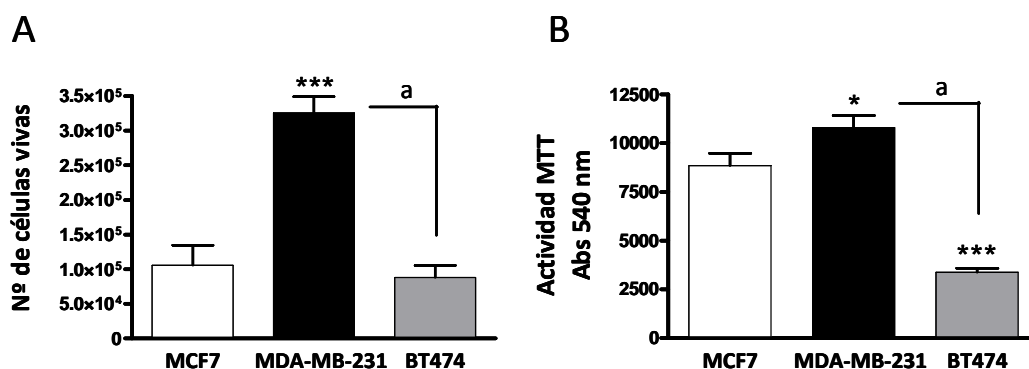 A
Nº de células vivas
3.5×10⁵
3.0×10⁵
2.5×10⁵
2.0×10⁵
1.5×10⁵
1.0×10⁵
5.0×10⁴
0
***
a
MCF7 MDA-MB-231 BT474
B
Actividad MTT
Abs 540 nm
12500
10000
7500
5000
2500
0
*
a
***
MCF7 MDA-MB-231 BT474